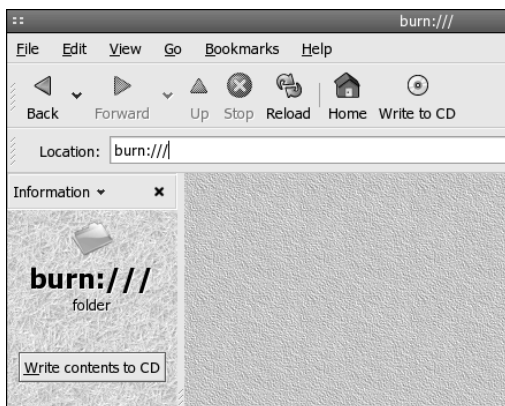 burn:///
File Edit View Go Bookmarks Help
Back Forward Up Stop Reload Home Write to CD
Location: burn:///
Information
burn:///
folder
Write contents to CD